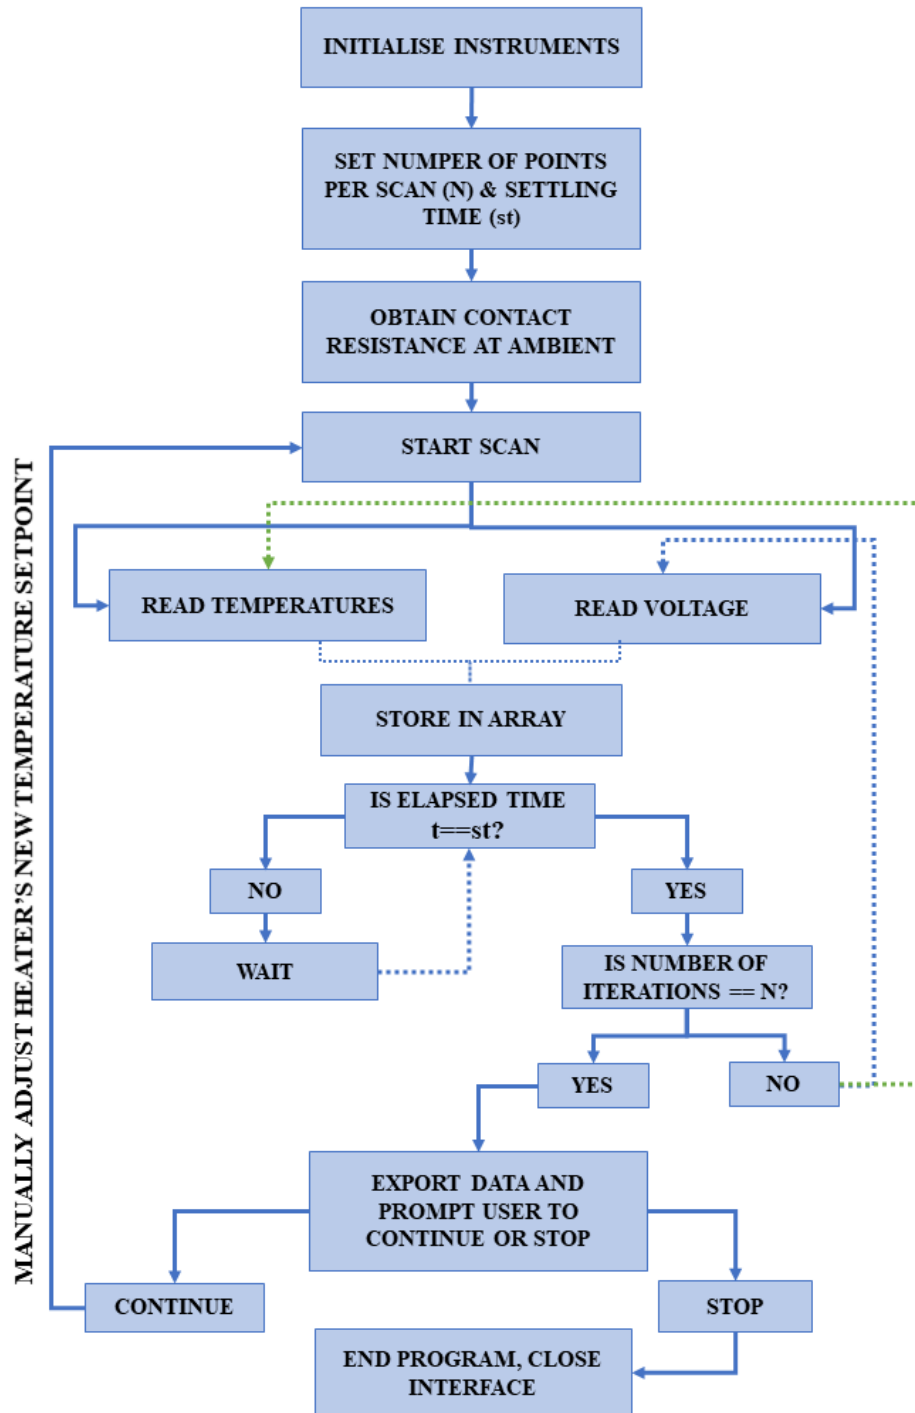 INITIALISE INSTRUMENTS
SET NUMPER OF POINTS
PER SCAN (N) & SETTLING
TIME (st)
OBTAIN CONTACT
RESISTANCE AT AMBIENT
START SCAN
MANUALLY ADJUST HEATER'S NEW TEMPERATURE SETPOINT
READ TEMPERATURES
READ VOLTAGE
STORE IN ARRAY
IS ELAPSED TIME
t==st?
NO
YES
WAIT
IS NUMBER OF
ITERATIONS == N?
YES
NO
EXPORT DATA AND
PROMPT USER TO
CONTINUE OR STOP
CONTINUE
STOP
END PROGRAM, CLOSE
INTERFACE